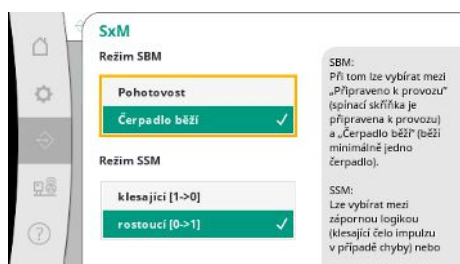 SxM
Režim SBM
Pohotovost
Čerpadlo běží
Režim SSM
klesající [1->0]
rostoucí [0->1]
SBM:
Při tom lze vybírat mezi
„Připraveno k provozu"
(spínací skříňka je
připravena k provozu)
a „Čerpadlo běží" (běží
minimálně jedno
čerpadlo).
SSM:
Lze vybírat mezi
zápornou logikou
(klesající čelo impulzu
v případě chyby) nebo